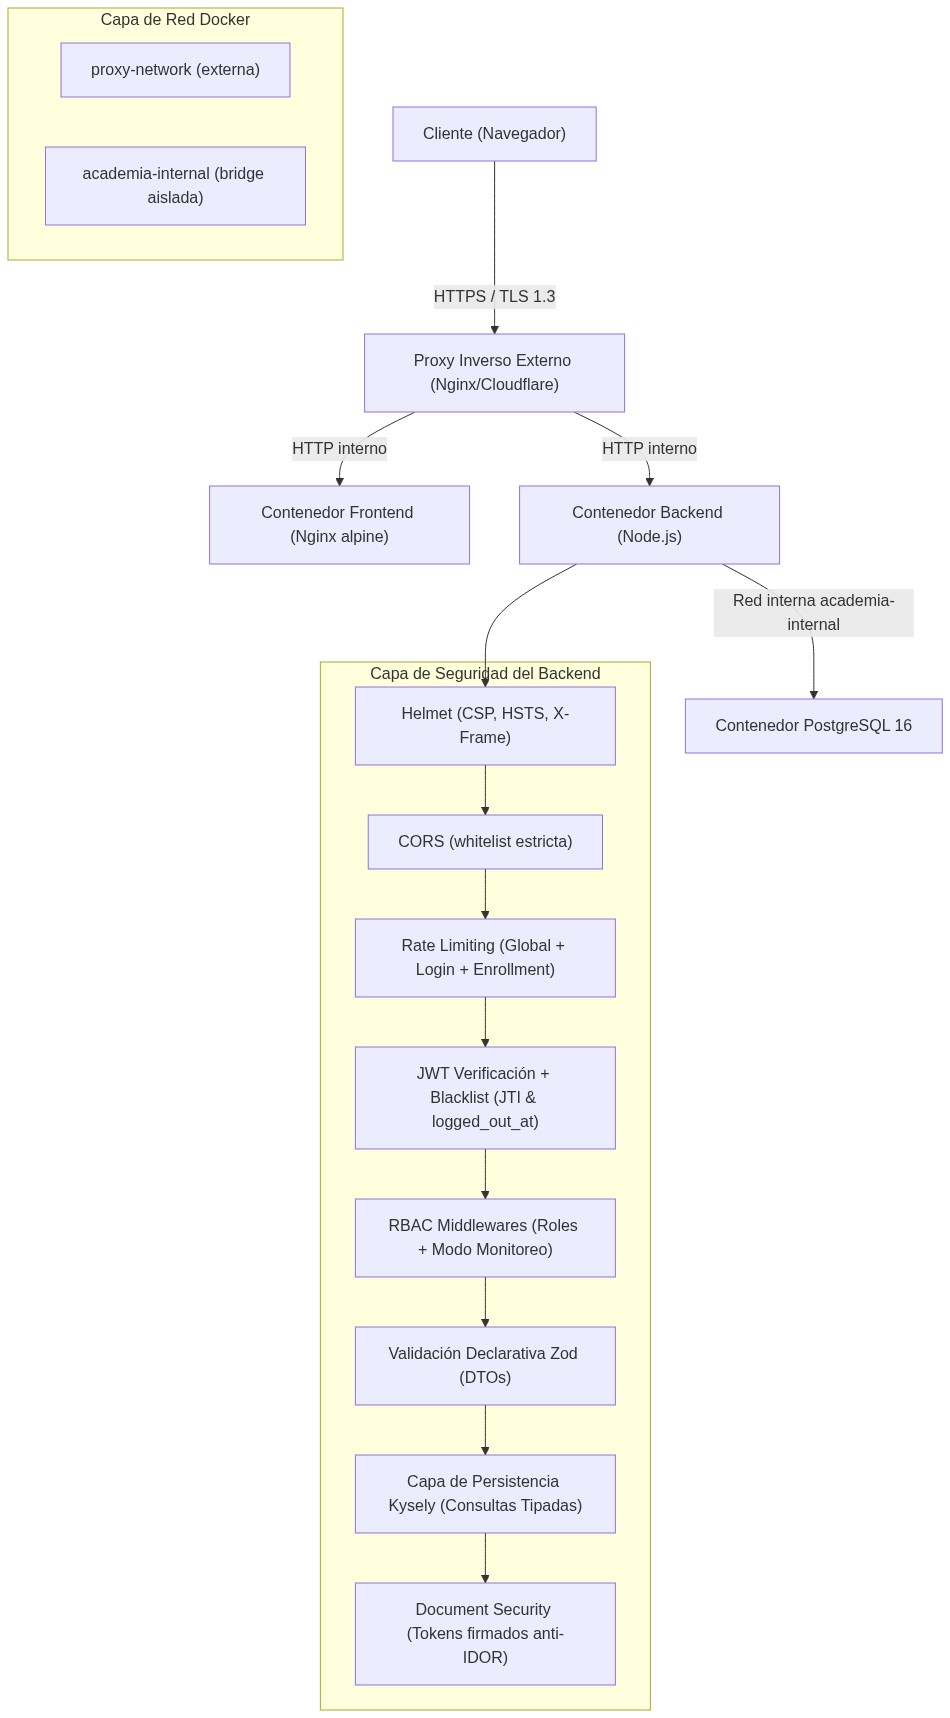 Capa de Red Docker
proxy-network (externa)
academia-internal (bridge
aislada)
Cliente (Navegador)
HTTPS / TLS 1.3
Proxy Inverso Externo
(Nginx/Cloudflare)
HTTP interno
HTTP interno
Contenedor Frontend
(Nginx alpine)
Contenedor Backend
(Node.js)
Red interna academia-
internal
Capa de Seguridad del Backend
Helmet (CSP, HSTS, X-
Frame)
Contenedor PostgreSQL 16
CORS (whitelist estricta)
Rate Limiting (Global +
Login + Enrollment)
JWT Verificación +
Blacklist (JTI &
logged_out_at)
RBAC Middlewares (Roles
+ Modo Monitoreo)
Validación Declarativa Zod
(DTOs)
Capa de Persistencia
Kysely (Consultas Tipadas)
Document Security
(Tokens firmados anti-
IDOR)